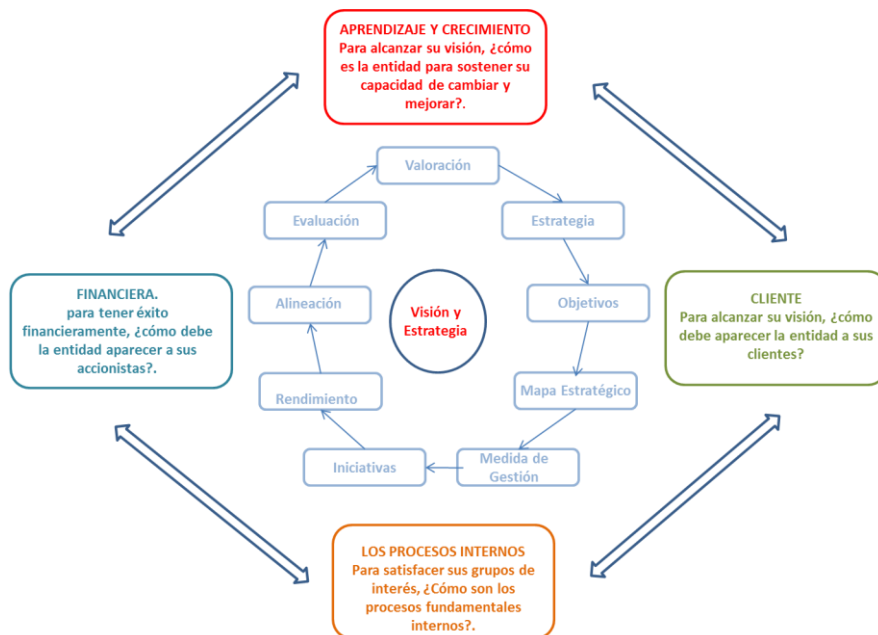 APRENDIZAJE Y CRECIMIENTO
Para alcanzar su visión, ¿cómo
es la entidad para sostener su
capacidad de cambiar y
mejorar?.
Valoración
Evaluación
Estrategia
FINANCIERA.
para tener éxito
financieramente, ¿cómo debe
la entidad aparecer a sus
accionistas?.
Alineación
Visión y
Estrategia
Objetivos
CLIENTE
Para alcanzar su visión, ¿cómo
debe aparecer la entidad a sus
clientes?
Rendimiento
Mapa Estratégico
Iniciativas
Medida de
Gestión
LOS PROCESOS INTERNOS
Para satisfacer sus grupos de
interés, ¿Cómo son los
procesos fundamentales
internos?.